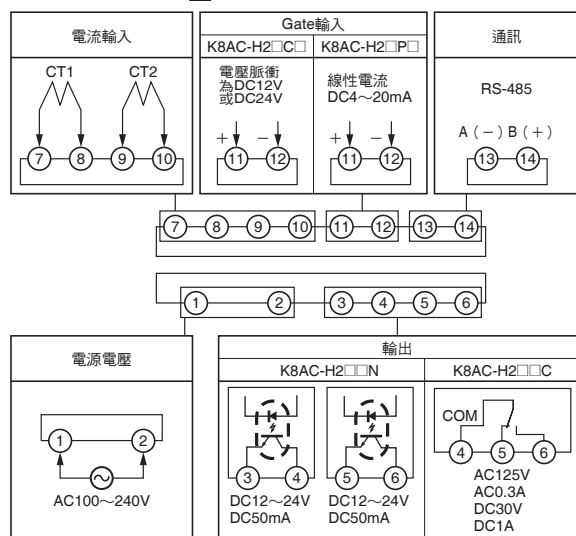 電流輸入
CT1 CT2
7 8 9 10
Gate輸入
K8AC-H2□C□ K8AC-H2□P□
電壓脈衝
為DC12V
或DC24V
+ −
11 12
線性電流
DC4～20mA
+ −
11 12
通訊
RS-485
A（−）B（+）
13 14
7 8 9 10 11 12 13 14
1 2 3 4 5 6
電源電壓
1 2
AC100～240V
輸出
K8AC-H2□□N K8AC-H2□□C
3 4 5 6
DC12～24V DC12～24V
DC50mA DC50mA
COM
4 5 6
AC125V
AC0.3A
DC30V
DC1A